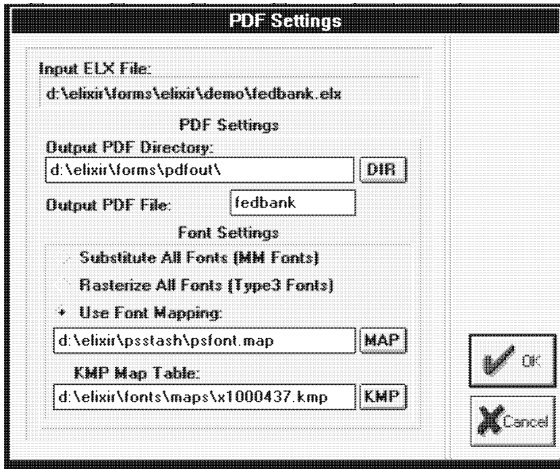 PDF Settings
Input ELX File:
d:\elixir\forms\elixir\demo\fedbank.elx
PDF Settings
Output PDF Directory:
d:\elixir\forms\pdfout\ DIR
Output PDF File: fedbank
Font Settings
Substitute All Fonts (MM Fonts)
Rasterize All Fonts (Type3 Fonts)
Use Font Mapping:
d:\elixir\psstash\psfont.map MAP
KMP Map Table:
d:\elixir\fonts\maps\x1000437.kmp KMP
OK
Cancel